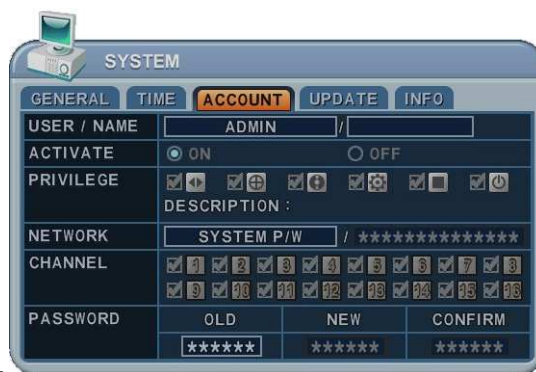 SYSTEM
GENERAL TIME ACCOUNT UPDATE INFO
USER / NAME ADMIN /
ACTIVATE ON OFF
PRIVILEGE
DESCRIPTION :
NETWORK SYSTEM P/W / **************
CHANNEL 1 2 3 4 5 6 7 8
9 10 11 12 13 14 15 16
PASSWORD OLD NEW CONFIRM
****** ****** ******